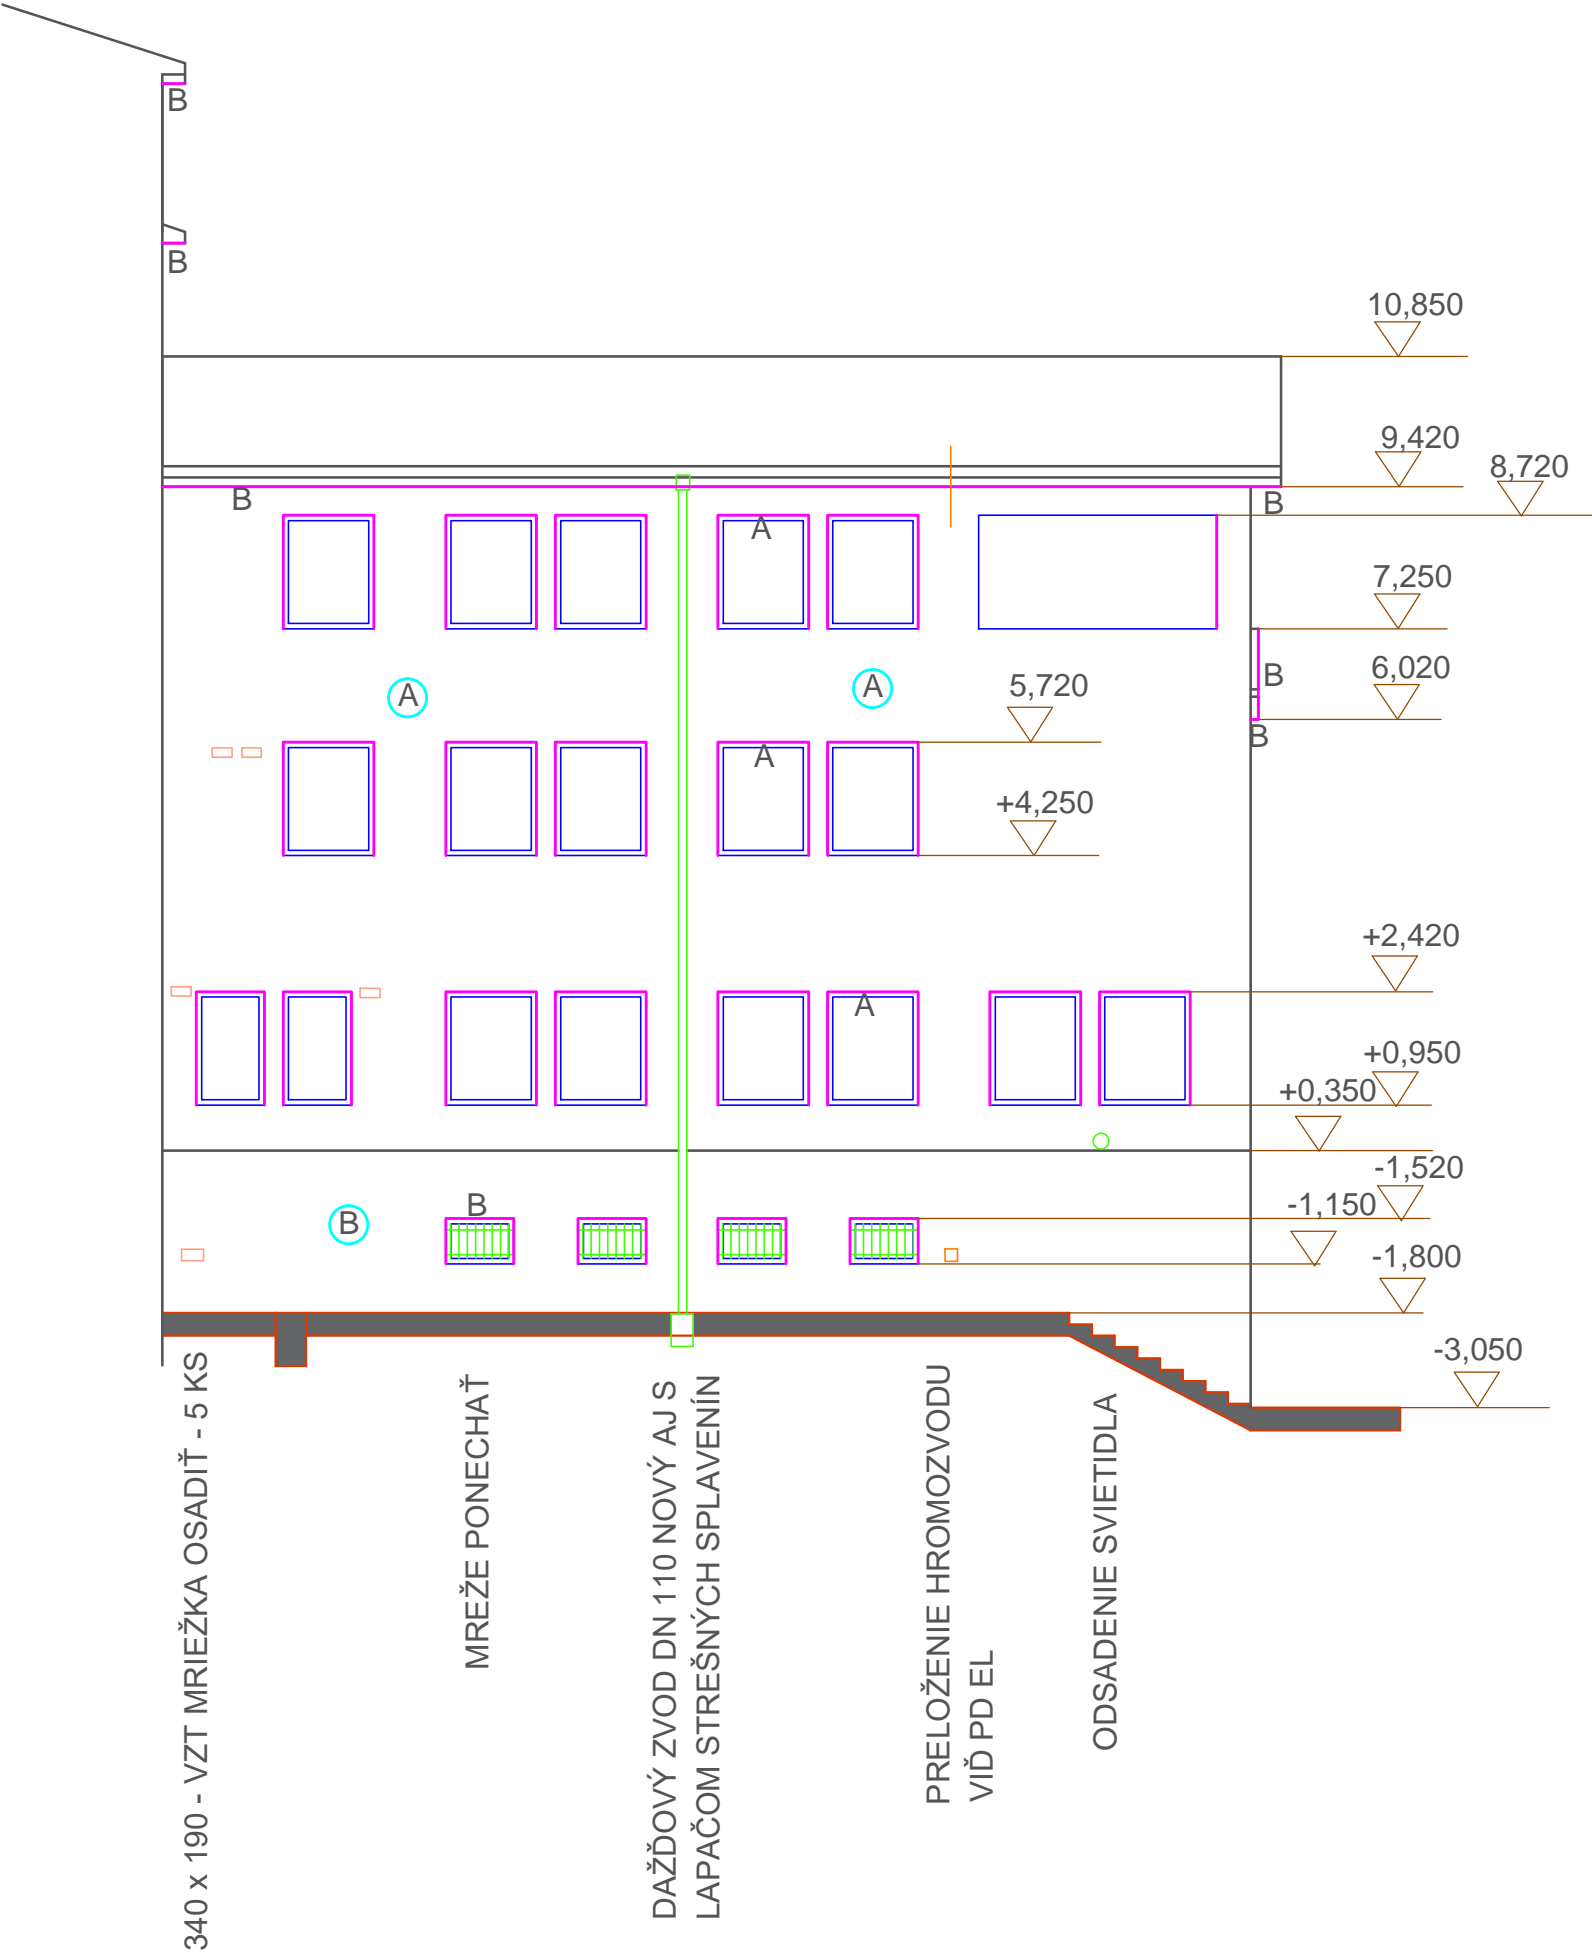 B
B
10,850
9,420
8,720
B
B
A
7,250
A
A
5,720
B
6,020
B
A
+4,250
+2,420
A
+0,950
+0,350
-1,520
B
B
-1,150
-1,800
-3,050
340 x 190 - VZT MRIEŽKA OSADIŤ - 5 KS
MREŽE PONECHAŤ
DAŽĎOVÝ ZVOD DN 110 NOVÝ AJ S
LAPAČOM STREŠNÝCH SPLAVENÍN
PRELOŽENIE HROMOZVODU
VIĎ PD EL
ODSADENIE SVIETIDLA